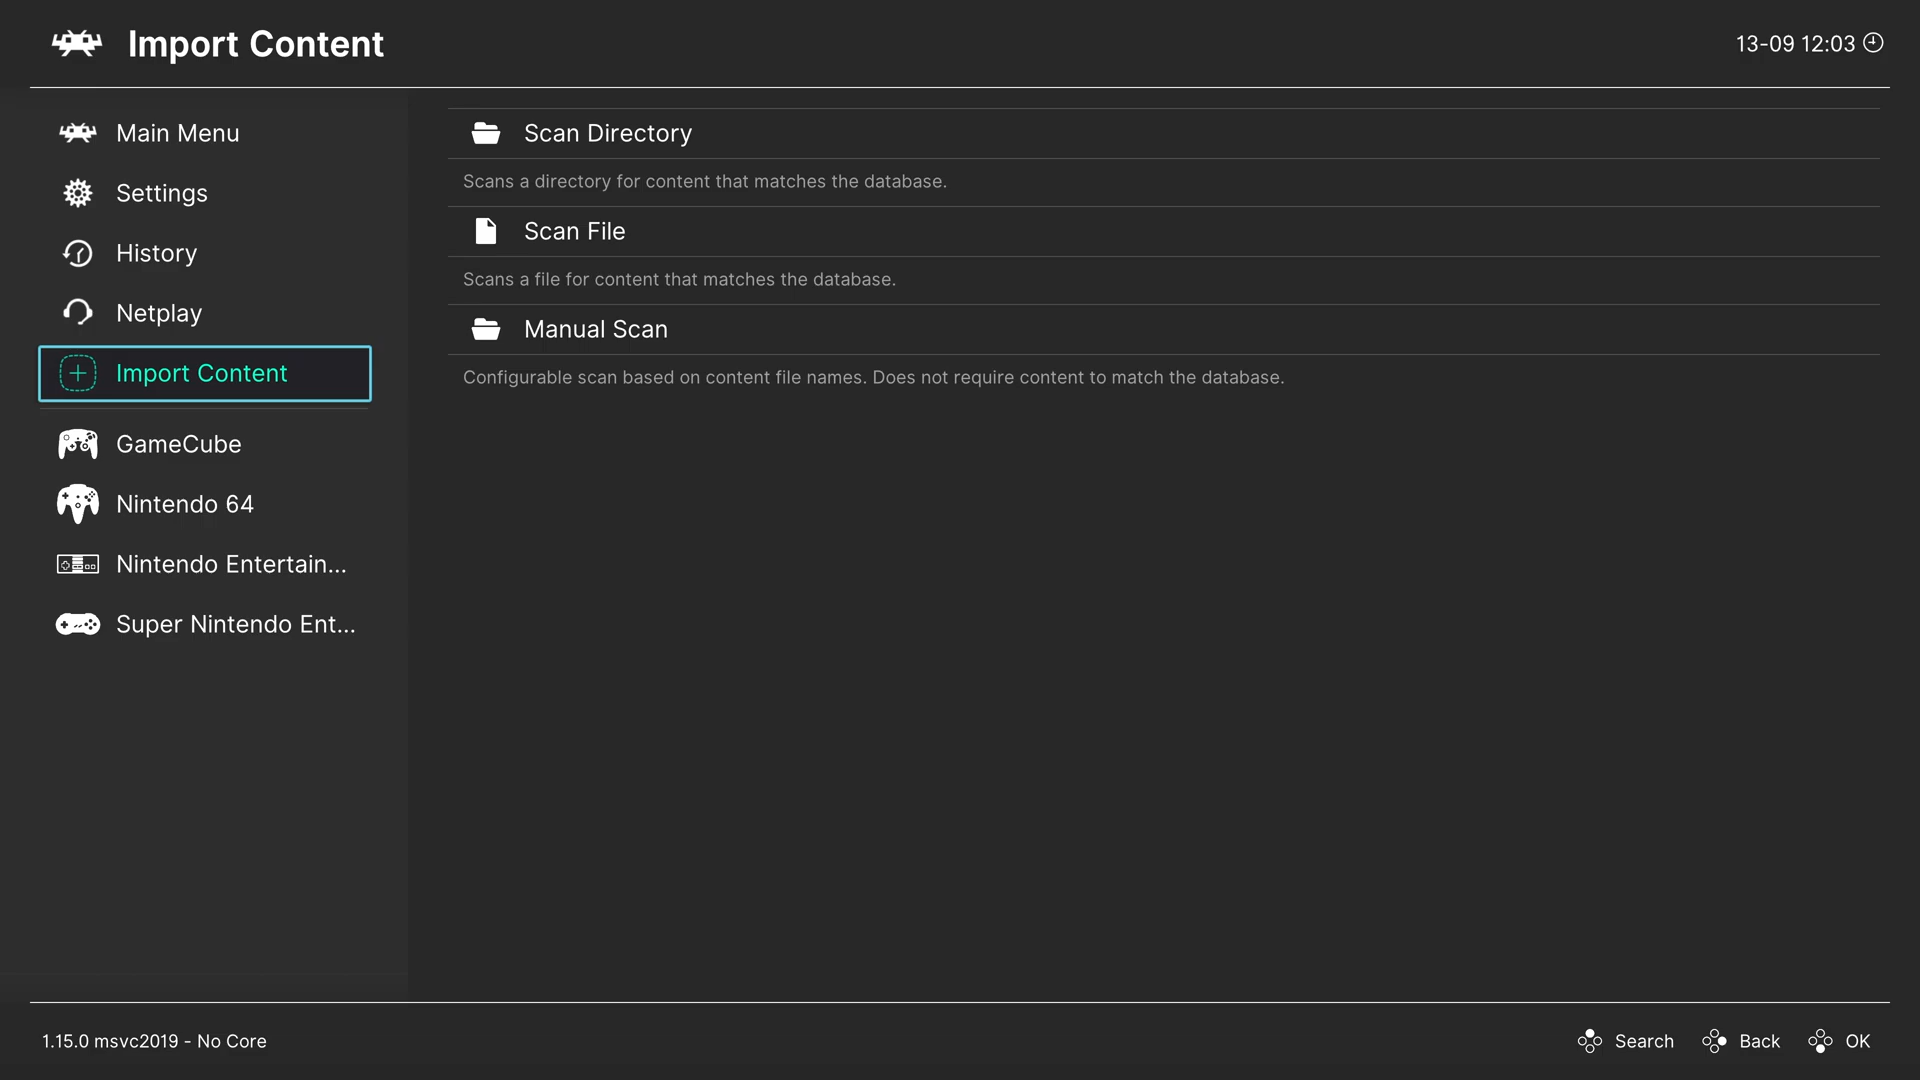 Import Content
13-09 12:03
Main Menu
Settings
History
Netplay
Import Content
GameCube
Nintendo 64
Nintendo Entertain...
Super Nintendo Ent...
Scan Directory
Scans a directory for content that matches the database.
Scan File
Scans a file for content that matches the database.
Manual Scan
Configurable scan based on content file names. Does not require content to match the database.
1.15.0 msvc2019 - No Core
Search Back OK